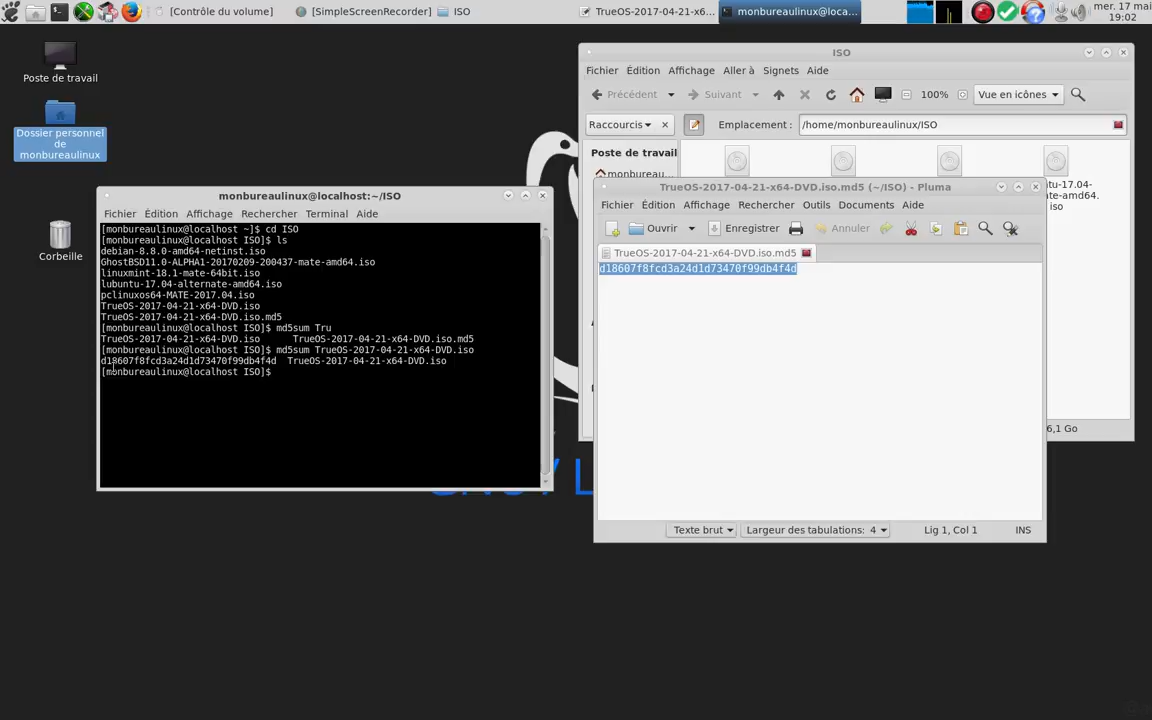 [Contrôle du volume]
[SimpleScreenRecorder]
ISO
TrueOS-2017-04-21-x6...
monbureaulinux@loca...
mer. 17 mai
19:02
Poste de travail
Dossier personnel
de
monbureaulinux
Corbeille
ISO
Fichier Édition Affichage Aller à Signets Aide
Précédent Suivant 100% Vue en icônes
Raccourcis Emplacement : /home/monbureaulinux/ISO
Poste de travail
monbureau...
tu-17.04-
-amd64.
iso
6,1 Go
monbureaulinux@localhost:~/ISO
Fichier Édition Affichage Rechercher Terminal Aide
[monbureaulinux@localhost ~]$ cd ISO
[monbureaulinux@localhost ISO]$ ls
debian-8.8.0-amd64-netinst.iso
GhostBSD11.0-ALPHA1-20170209-200437-mate-amd64.iso
linuxmint-18.1-mate-64bit.iso
lubuntu-17.04-alternate-amd64.iso
pclinuxos64-MATE-2017.04.iso
TrueOS-2017-04-21-x64-DVD.iso
TrueOS-2017-04-21-x64-DVD.iso.md5
[monbureaulinux@localhost ISO]$ md5sum Tru
TrueOS-2017-04-21-x64-DVD.iso TrueOS-2017-04-21-x64-DVD.iso.md5
[monbureaulinux@localhost ISO]$ md5sum TrueOS-2017-04-21-x64-DVD.iso
d18607f8fcd3a24d1d73470f99db4f4d TrueOS-2017-04-21-x64-DVD.iso
[monbureaulinux@localhost ISO]$
TrueOS-2017-04-21-x64-DVD.iso.md5 (~/ISO) - Pluma
Fichier Édition Affichage Rechercher Outils Documents Aide
Ouvrir Enregistrer Annuler
TrueOS-2017-04-21-x64-DVD.iso.md5
d18607f8fcd3a24d1d73470f99db4f4d
Texte brut Largeur des tabulations: 4 Lig 1, Col 1 INS